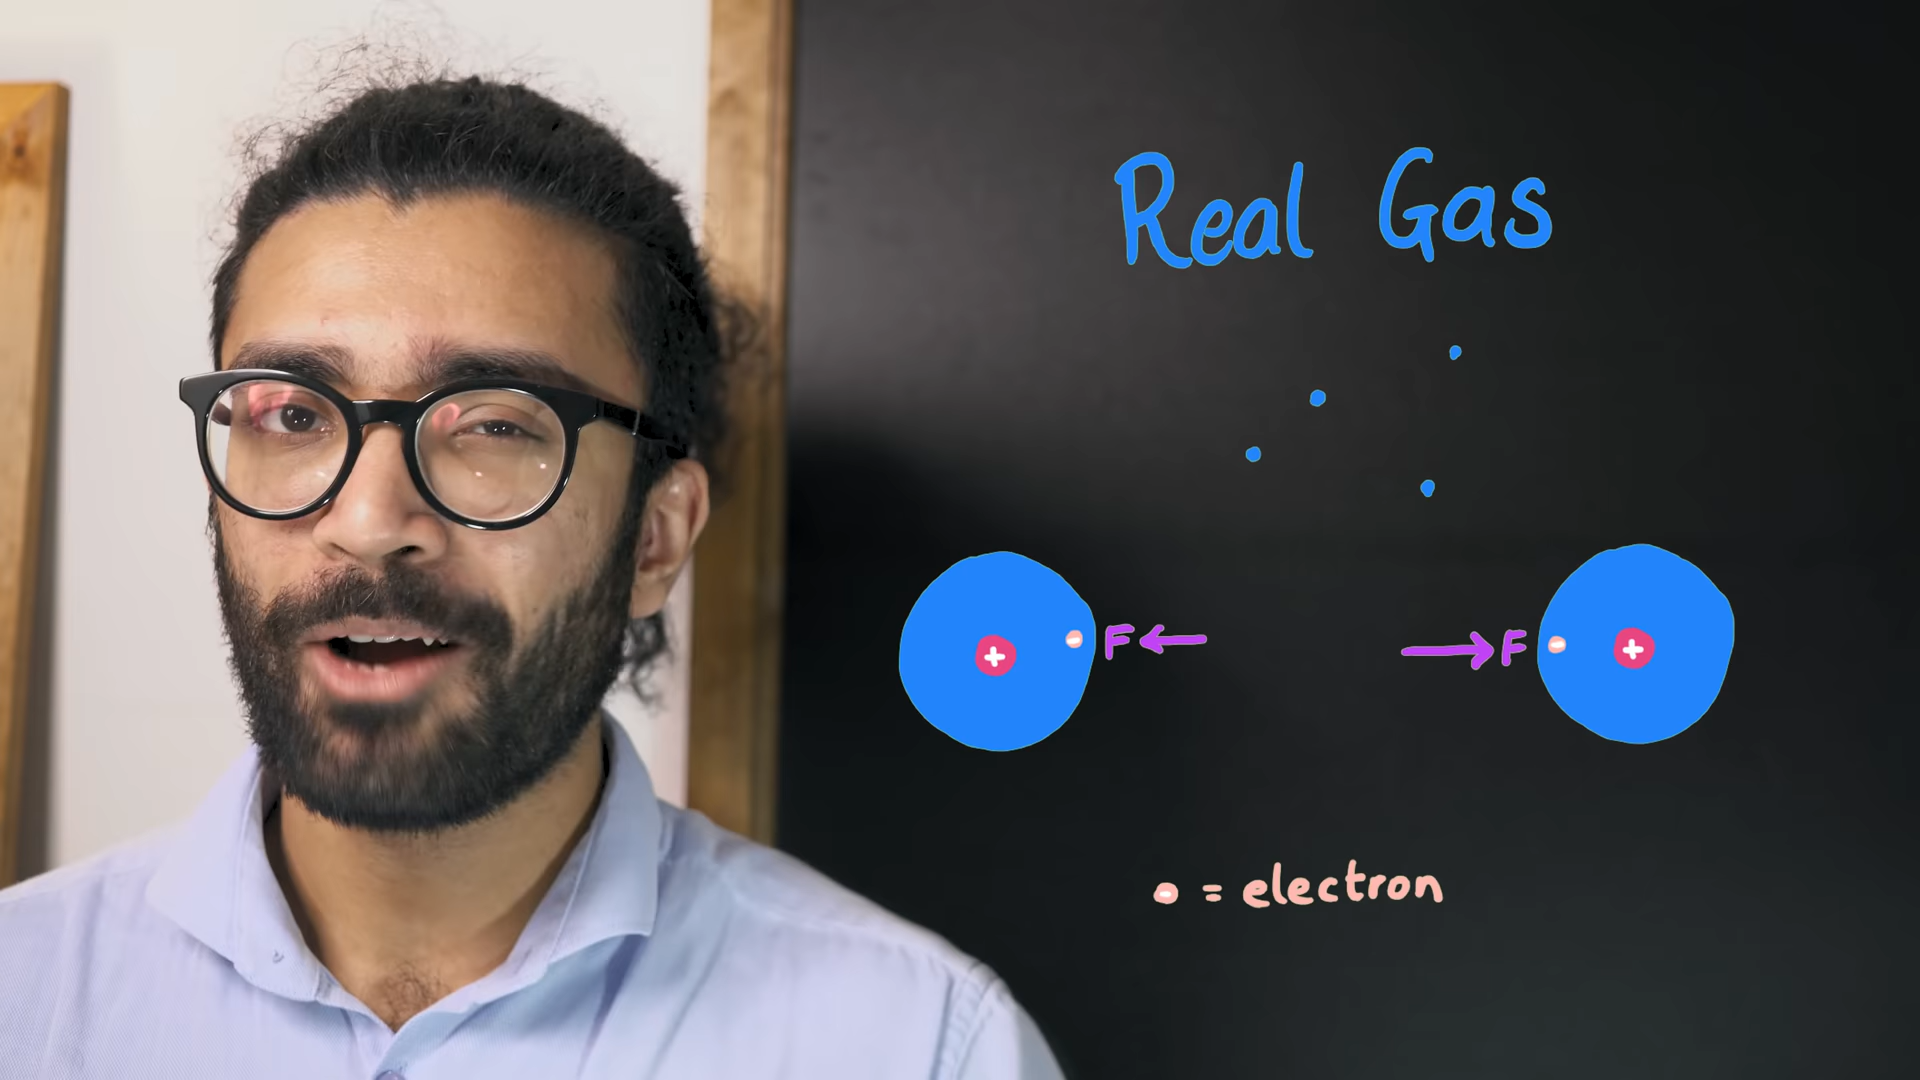 Real Gas
+ - F ← → F - +
- = electron